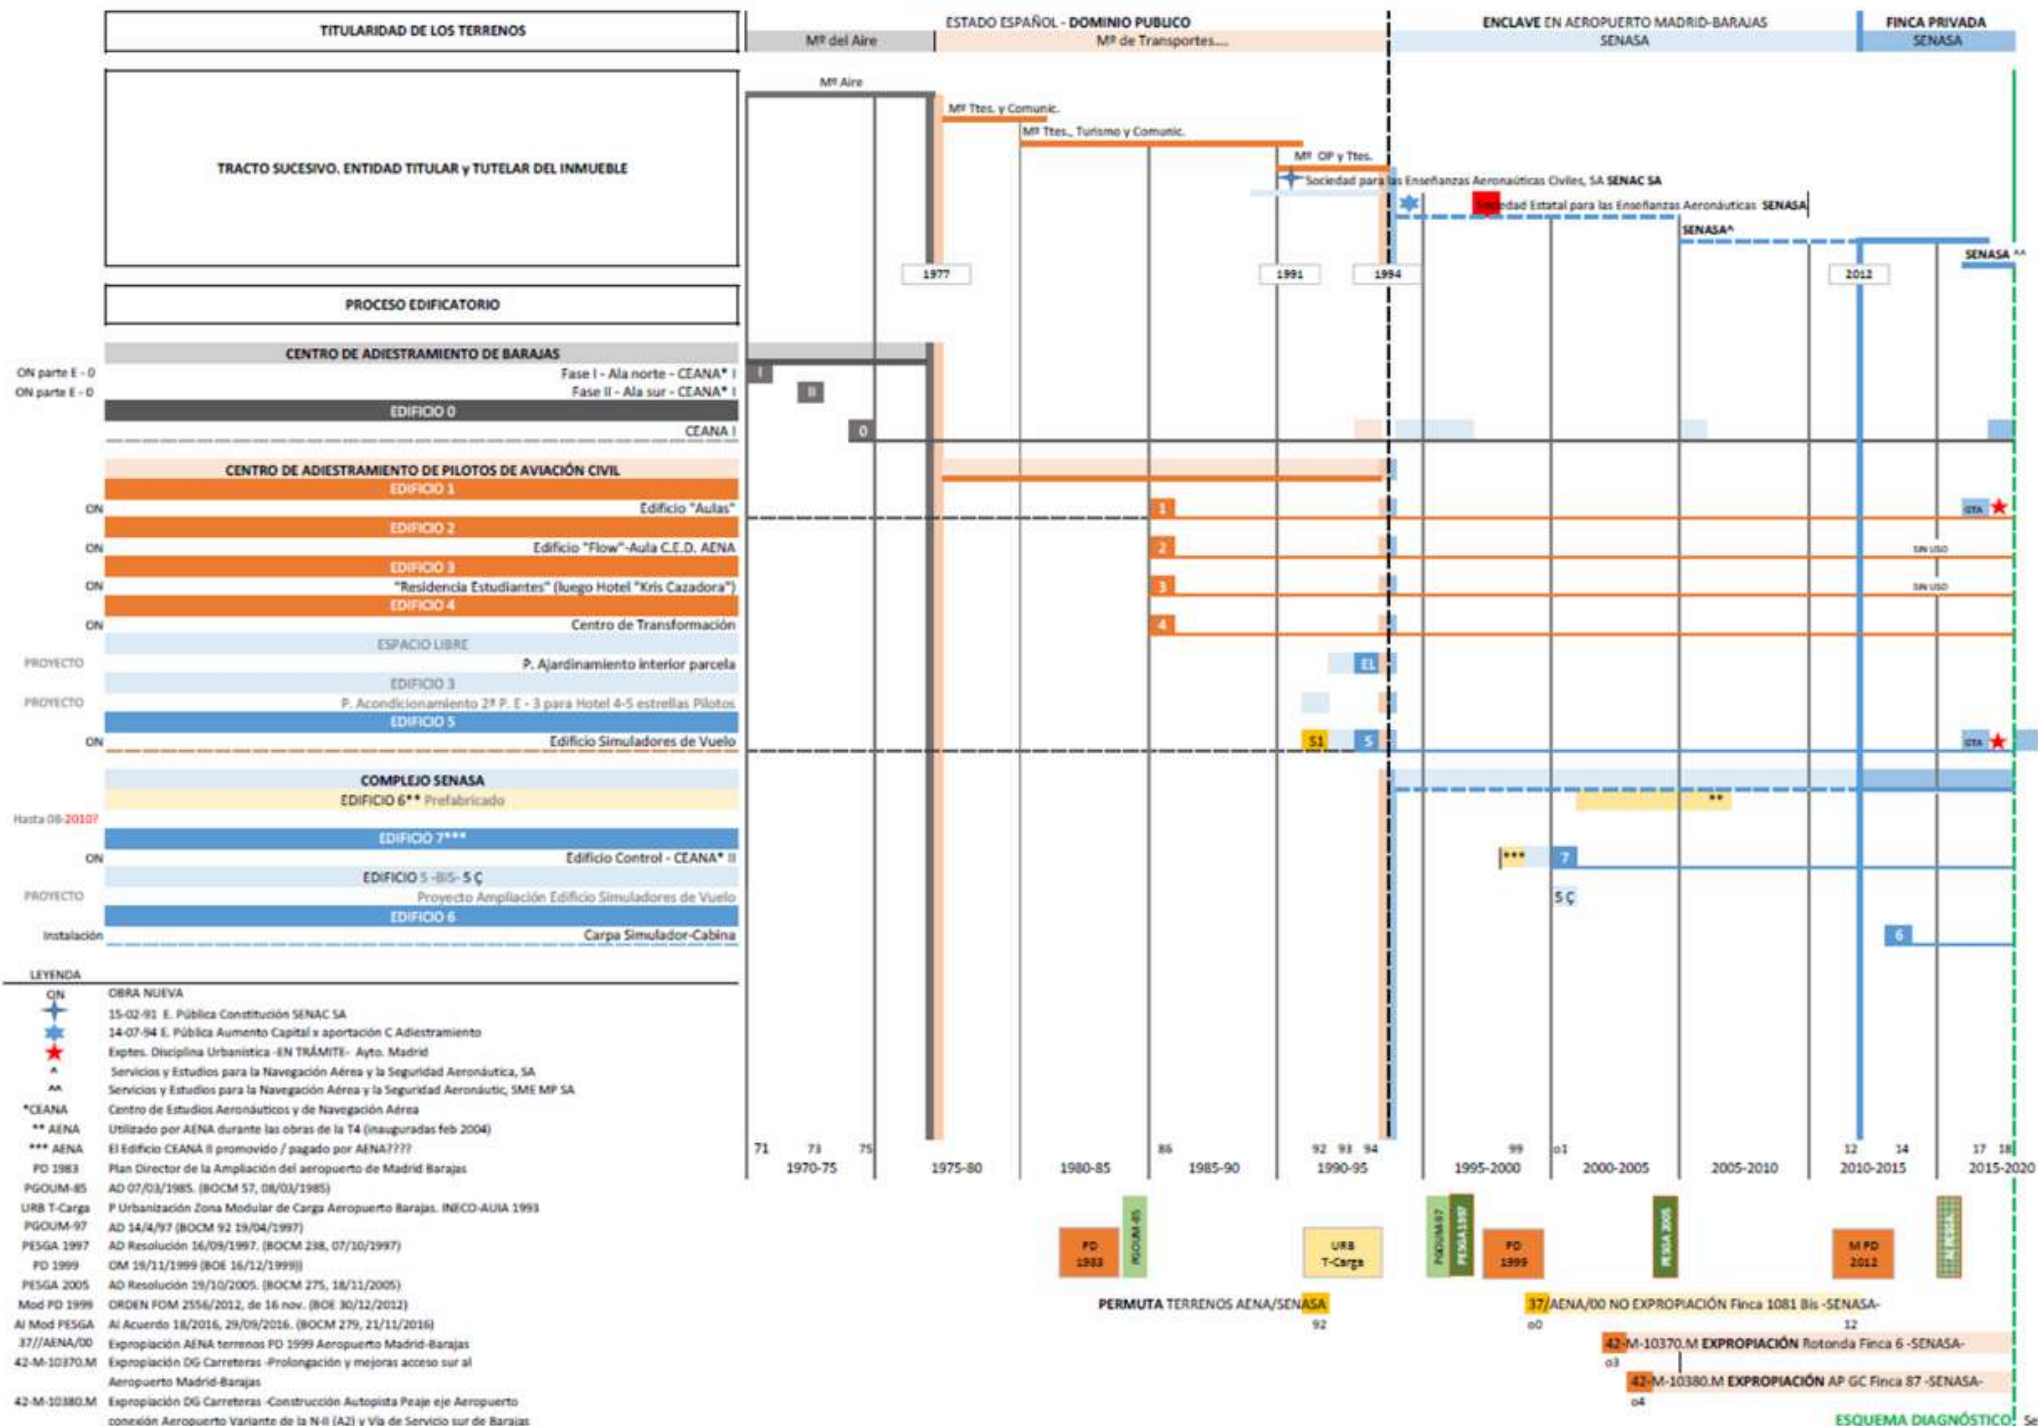 TITULARIDAD DE LOS TERRENOS
ESTADO ESPAÑOL - DOMINIO PUBLICO
ENCLAVE EN AEROPUERTO MADRID-BARAJAS
FINCA PRIVADA
Mº del Aire
Mº de Transportes....
SENASA
SENASA
TRACTO SUCESIVO. ENTIDAD TITULAR y TUTELAR DEL INMUEBLE
Mº Aire
Mº Ttes. y Comunic.
Mº Ttes., Turismo y Comunic.
Mº OP y Ttes.
Sociedad para las Enseñanzas Aeronaúticas Civiles, SA SENAC SA
Sociedad Estatal para las Enseñanzas Aeronáuticas SENASA
SENASA^
SENASA ^^
1977
1991
1994
2012
PROCESO EDIFICATORIO
CENTRO DE ADIESTRAMIENTO DE BARAJAS
ON parte E - 0
Fase I - Ala norte - CEANA* I
I
ON parte E - 0
Fase II - Ala sur - CEANA* I
II
EDIFICIO 0
CEANA I
0
CENTRO DE ADIESTRAMIENTO DE PILOTOS DE AVIACIÓN CIVIL
EDIFICIO 1
ON
Edificio "Aulas"
1
GTA
EDIFICIO 2
ON
Edificio "Flow"-Aula C.E.D. AENA
2
SIN USO
EDIFICIO 3
ON
"Residencia Estudiantes" (luego Hotel "Kris Cazadora")
3
SIN USO
EDIFICIO 4
ON
Centro de Transformación
4
ESPACIO LIBRE
PROYECTO
P. Ajardinamiento interior parcela
EL
EDIFICIO 3
PROYECTO
P. Acondicionamiento 2ª P. E - 3 para Hotel 4-5 estrellas Pilotos
EDIFICIO 5
ON
Edificio Simuladores de Vuelo
S1
5
GTA
COMPLEJO SENASA
EDIFICIO 6** Prefabricado
**
Hasta 08-2010?
EDIFICIO 7***
ON
Edificio Control - CEANA* II
***
7
EDIFICIO 5 -BIS- 5 Ç
PROYECTO
Proyecto Ampliación Edificio Simuladores de Vuelo
5 Ç
EDIFICIO 6
Instalación
Carpa Simulador-Cabina
6
LEYENDA
ON OBRA NUEVA
15-02-91 E. Pública Constitución SENAC SA
14-07-94 E. Pública Aumento Capital x aportación C Adiestramiento
Exptes. Disciplina Urbanística -EN TRÁMITE- Ayto. Madrid
^ Servicios y Estudios para la Navegación Aérea y la Seguridad Aeronáutica, SA
^^ Servicios y Estudios para la Navegación Aérea y la Seguridad Aeronáutic, SME MP SA
*CEANA Centro de Estudios Aeronáuticos y de Navegación Aérea
** AENA Utilizado por AENA durante las obras de la T4 (inauguradas feb 2004)
*** AENA El Edificio CEANA II promovido / pagado por AENA????
PD 1983 Plan Director de la Ampliación del aeropuerto de Madrid Barajas
PGOUM-85 AD 07/03/1985. (BOCM 57, 08/03/1985)
URB T-Carga P Urbanización Zona Modular de Carga Aeropuerto Barajas. INECO-AUIA 1993
PGOUM-97 AD 14/4/97 (BOCM 92 19/04/1997)
PESGA 1997 AD Resolución 16/09/1997. (BOCM 238, 07/10/1997)
PD 1999 OM 19/11/1999 (BOE 16/12/1999))
PESGA 2005 AD Resolución 19/10/2005. (BOCM 275, 18/11/2005)
Mod PD 1999 ORDEN FOM 2556/2012, de 16 nov. (BOE 30/12/2012)
AI Mod PESGA AI Acuerdo 18/2016, 29/09/2016. (BOCM 279, 21/11/2016)
37//AENA/00 Expropiación AENA terrenos PD 1999 Aeropuerto Madrid-Barajas
42-M-10370.M Expropiación DG Carreteras -Prolongación y mejoras acceso sur al
Aeropuerto Madrid-Barajas
42-M-10380.M Expropiación DG Carreteras -Construcción Autopista Peaje eje Aeropuerto
conexión Aeropuerto Variante de la N-II (A2) y Vía de Servicio sur de Barajas
71 73 75 86 92 93 94 99 o1 12 14 17 18
1970-75 1975-80 1980-85 1985-90 1990-95 1995-2000 2000-2005 2005-2010 2010-2015 2015-2020
PD 1983
PGOUM-85
URB T-Carga
PGOUM-97
PESGA 1997
PD 1999
PESGA 2005
M PD 2012
PERMUTA TERRENOS AENA/SENASA
92
37/AENA/00 NO EXPROPIACIÓN Finca 1081 Bis -SENASA-
o0 12
42-M-10370.M EXPROPIACIÓN Rotonda Finca 6 -SENASA-
o3
42-M-10380.M EXPROPIACIÓN AP GC Finca 87 -SENASA-
o4
ESQUEMA DIAGNÓSTICO Se